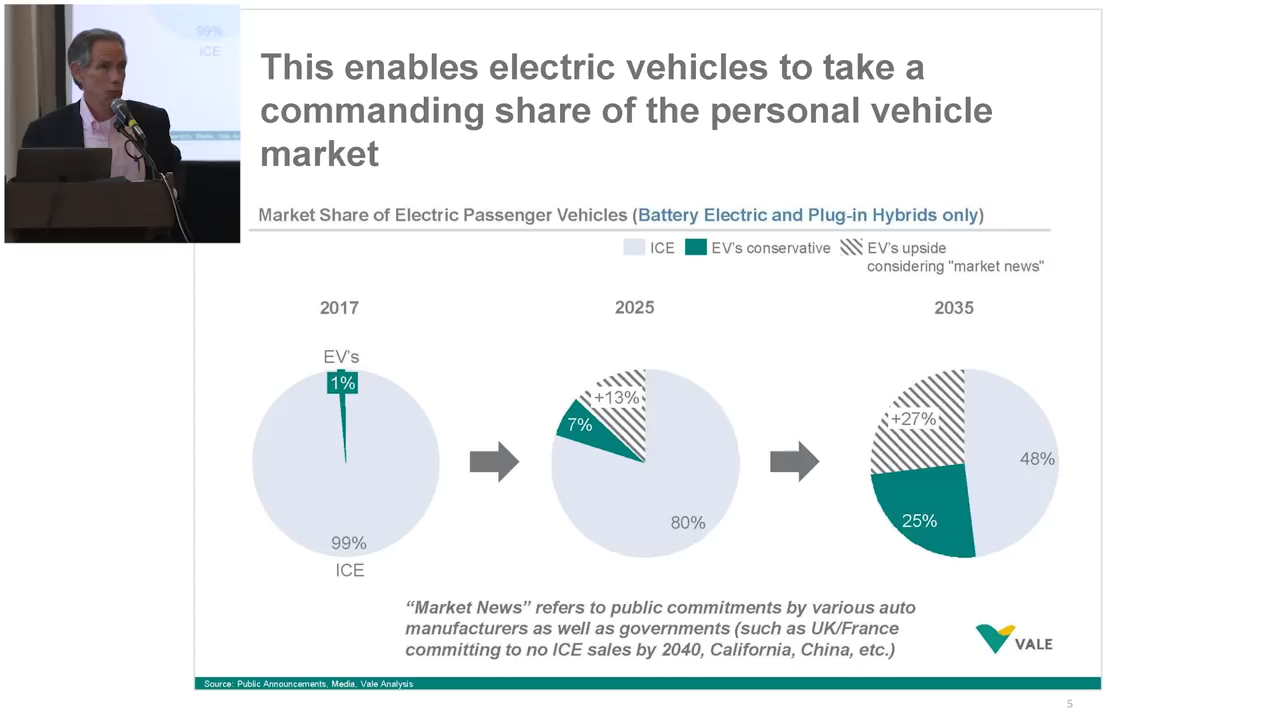 99%
ICE
This enables electric vehicles to take a
commanding share of the personal vehicle
market
Market Share of Electric Passenger Vehicles (Battery Electric and Plug-in Hybrids only)
ICE
EV's conservative
EV's upside
considering "market news"
2017
2025
2035
EV's
1%
99%
ICE
+13%
7%
80%
+27%
48%
25%
“Market News” refers to public commitments by various auto
manufacturers as well as governments (such as UK/France
committing to no ICE sales by 2040, California, China, etc.)
VALE
Source: Public Announcements, Media, Vale Analysis
5